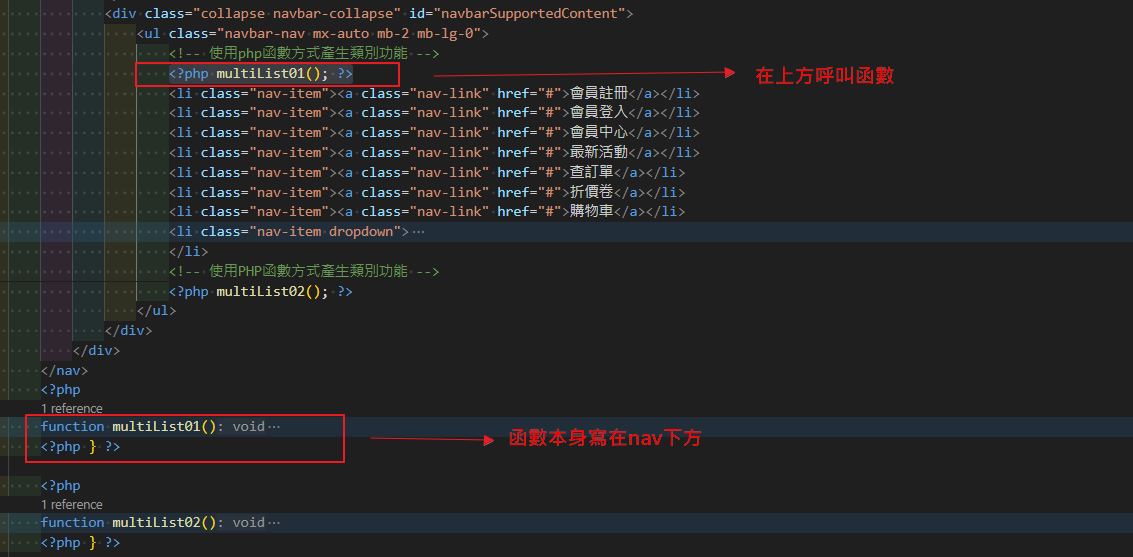 <div class="collapse navbar-collapse" id="navbarSupportedContent">
<ul class="navbar-nav mx-auto mb-2 mb-lg-0">
<!-- 使用php函數方式產生類別功能 -->
<?php multiList01(); ?> 在上方呼叫函數
<li class="nav-item"><a class="nav-link" href="#">會員註冊</a></li>
<li class="nav-item"><a class="nav-link" href="#">會員登入</a></li>
<li class="nav-item"><a class="nav-link" href="#">會員中心</a></li>
<li class="nav-item"><a class="nav-link" href="#">最新活動</a></li>
<li class="nav-item"><a class="nav-link" href="#">查訂單</a></li>
<li class="nav-item"><a class="nav-link" href="#">折價卷</a></li>
<li class="nav-item"><a class="nav-link" href="#">購物車</a></li>
<li class="nav-item dropdown">…
</li>
<!-- 使用PHP函數方式產生類別功能 -->
<?php multiList02(); ?>
</ul>
</div>
</div>
</nav>
<?php
1 reference
function multiList01(): void…
<?php } ?> 函數本身寫在nav下方
<?php
1 reference
function multiList02(): void…
<?php } ?>